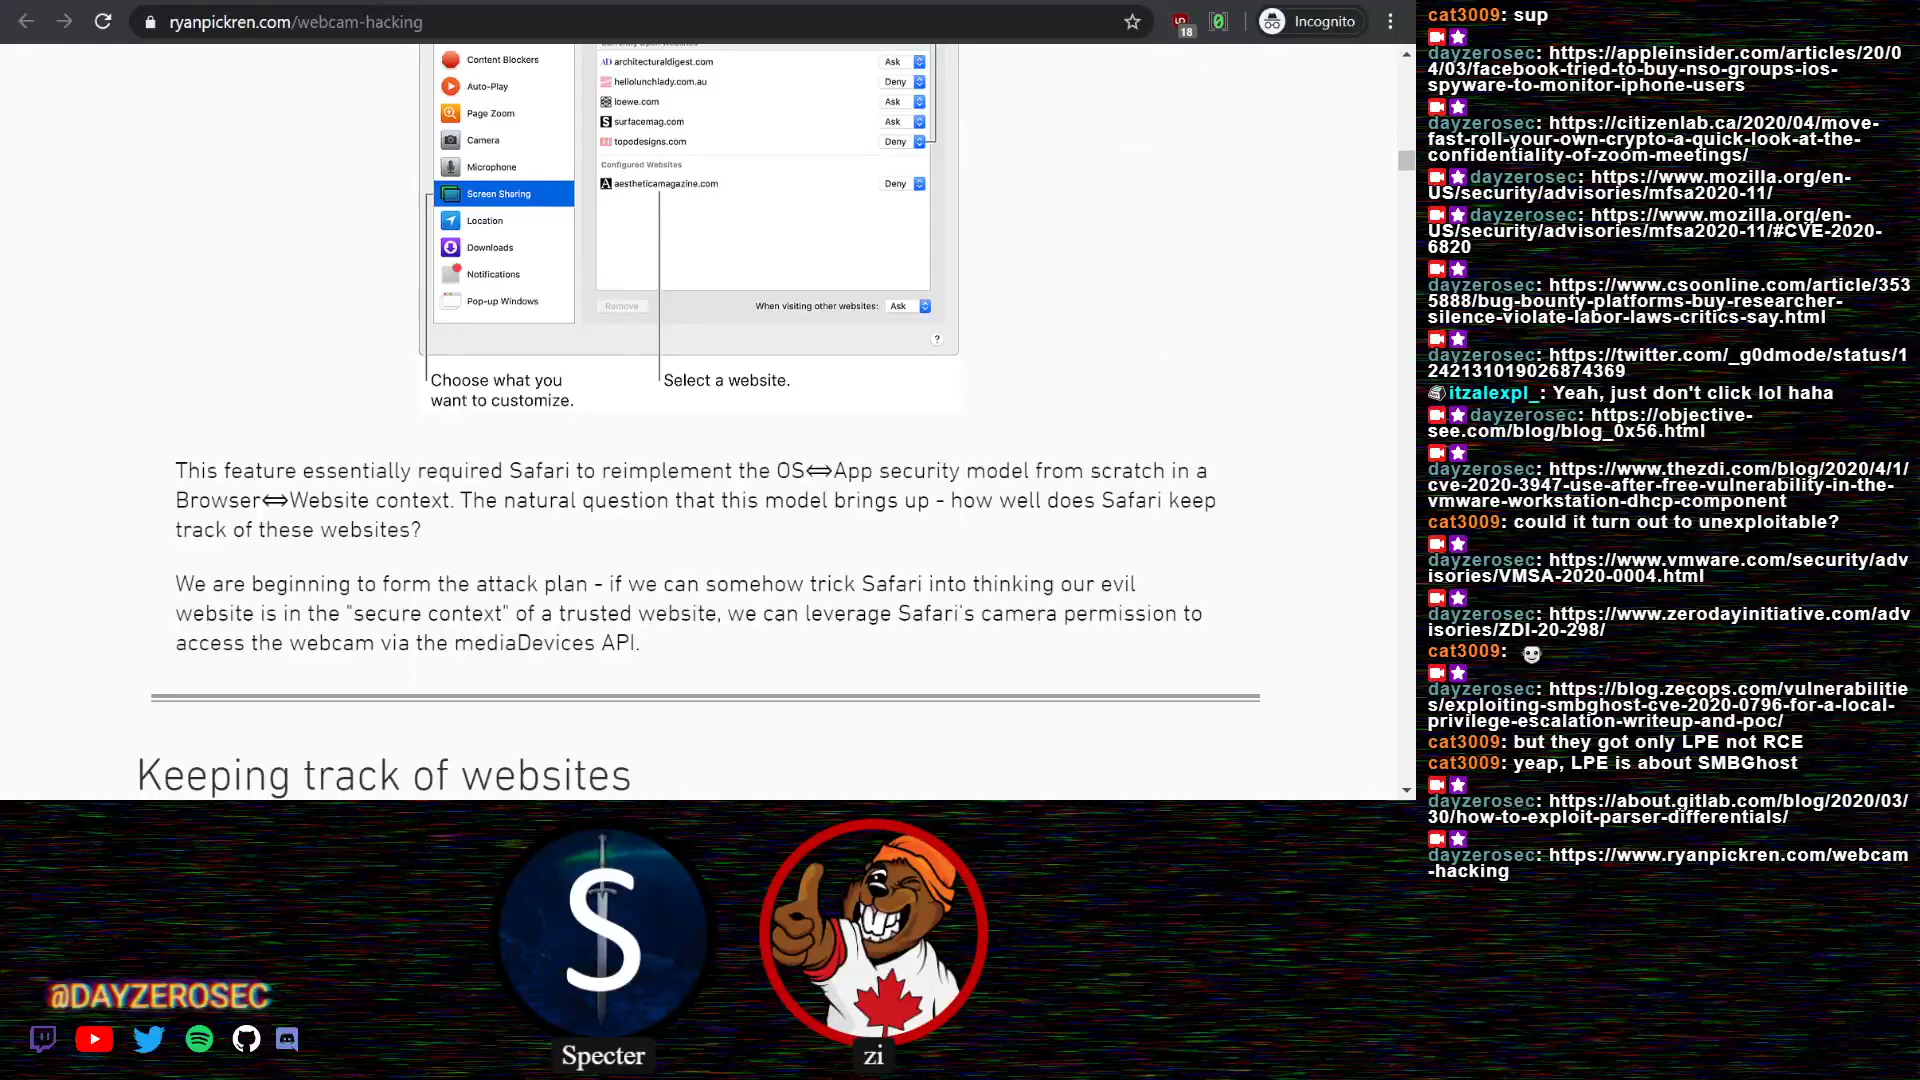 ryanpickren.com/webcam-hacking
18
Incognito
Currently Open Websites
Content Blockers
AD architecturaldigest.com Ask
Auto-Play
hellolunchlady.com.au Deny
loewe.com Ask
Page Zoom
S surfacemag.com Ask
Camera
topodesigns.com Deny
Microphone
Configured Websites
A aestheticamagazine.com Deny
Screen Sharing
Location
Downloads
Notifications
Pop-up Windows
Remove
When visiting other websites: Ask
?
Choose what you
want to customize.
Select a website.
This feature essentially required Safari to reimplement the OS⇔App security model from scratch in a
Browser⇔Website context. The natural question that this model brings up - how well does Safari keep
track of these websites?
We are beginning to form the attack plan - if we can somehow trick Safari into thinking our evil
website is in the "secure context" of a trusted website, we can leverage Safari's camera permission to
access the webcam via the mediaDevices API.
Keeping track of websites
cat3009: sup
dayzerosec: https://appleinsider.com/articles/20/0
4/03/facebook-tried-to-buy-nso-groups-ios-
spyware-to-monitor-iphone-users
dayzerosec: https://citizenlab.ca/2020/04/move-
fast-roll-your-own-crypto-a-quick-look-at-the-
confidentiality-of-zoom-meetings/
dayzerosec: https://www.mozilla.org/en-
US/security/advisories/mfsa2020-11/
dayzerosec: https://www.mozilla.org/en-
US/security/advisories/mfsa2020-11/#CVE-2020-
6820
dayzerosec: https://www.csoonline.com/article/353
5888/bug-bounty-platforms-buy-researcher-
silence-violate-labor-laws-critics-say.html
dayzerosec: https://twitter.com/_g0dmode/status/1
242131019026874369
itzalexpl_: Yeah, just don't click lol haha
dayzerosec: https://objective-
see.com/blog/blog_0x56.html
dayzerosec: https://www.thezdi.com/blog/2020/4/1/
cve-2020-3947-use-after-free-vulnerability-in-the-
vmware-workstation-dhcp-component
cat3009: could it turn out to unexploitable?
dayzerosec: https://www.vmware.com/security/adv
isories/VMSA-2020-0004.html
dayzerosec: https://www.zerodayinitiative.com/adv
isories/ZDI-20-298/
cat3009:
dayzerosec: https://blog.zecops.com/vulnerabilitie
s/exploiting-smbghost-cve-2020-0796-for-a-local-
privilege-escalation-writeup-and-poc/
cat3009: but they got only LPE not RCE
cat3009: yeap, LPE is about SMBGhost
dayzerosec: https://about.gitlab.com/blog/2020/03/
30/how-to-exploit-parser-differentials/
dayzerosec: https://www.ryanpickren.com/webcam
-hacking
S
@DAYZEROSEC
Specter
zi